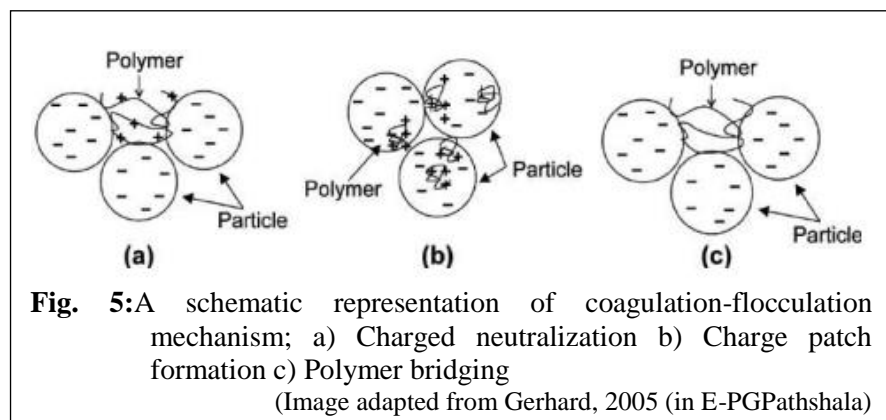 Polymer
Particle
(a)
Polymer
Particle
(b)
Polymer
Particle
(c)
Fig. 5:A schematic representation of coagulation-flocculation
mechanism; a) Charged neutralization b) Charge patch
formation c) Polymer bridging
(Image adapted from Gerhard, 2005 (in E-PGPathshala)